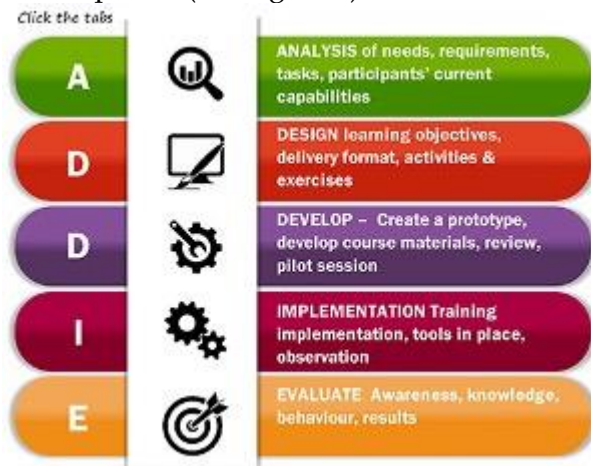 Click the tabs
A
ANALYSIS of needs, requirements,
tasks, participants' current
capabilities
D
DESIGN learning objectives,
delivery format, activities &
exercises
D
DEVELOP – Create a prototype,
develop course materials, review,
pilot session
I
IMPLEMENTATION Training
implementation, tools in place,
observation
E
EVALUATE Awareness, knowledge,
behaviour, results